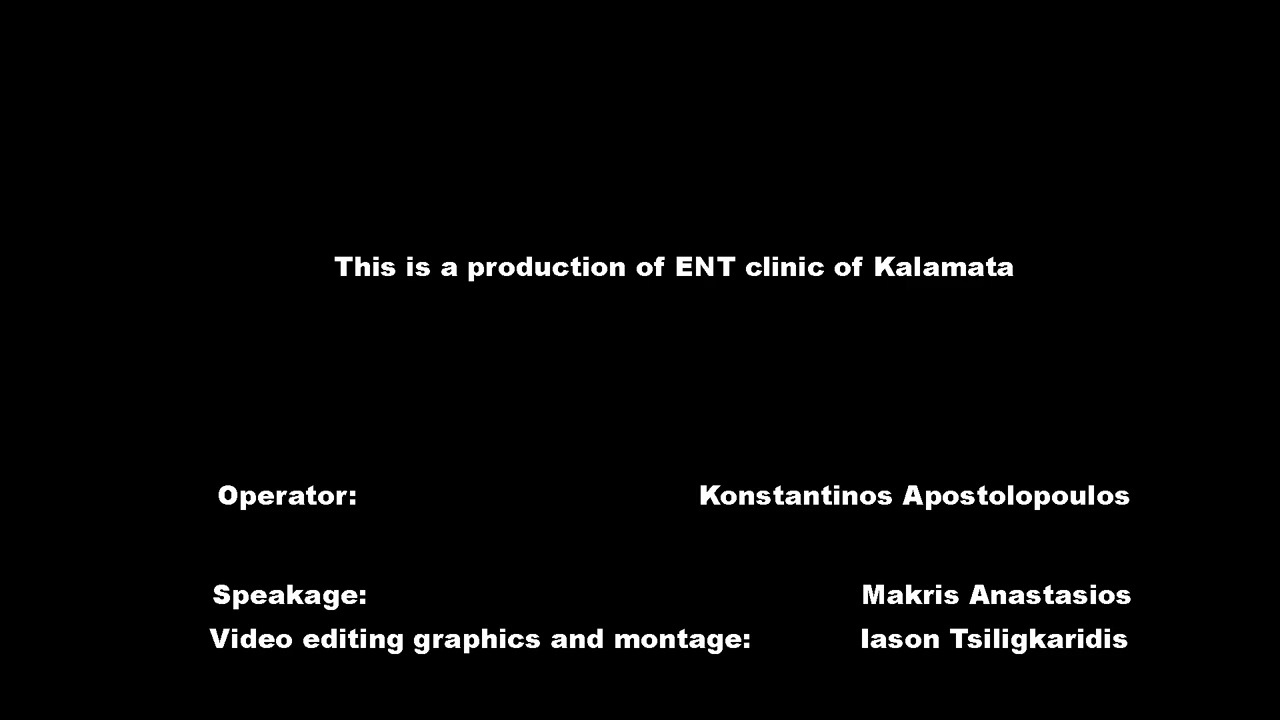 This is a production of ENT clinic of Kalamata
Operator: Konstantinos Apostolopoulos
Speakage: Makris Anastasios
Video editing graphics and montage: Iason Tsiligkaridis